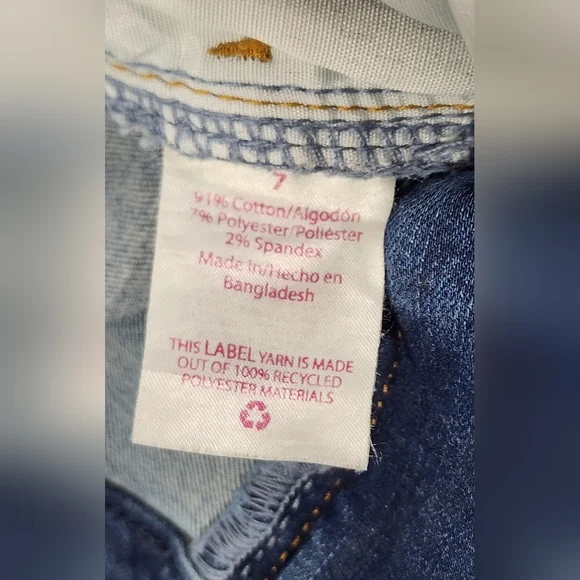 7
91% Cotton/Algodón
7% Polyester/Poliéster
2% Spandex
Made in/Hecho en
Bangladesh
THIS LABEL YARN IS MADE
OUT OF 100% RECYCLED
POLYESTER MATERIALS